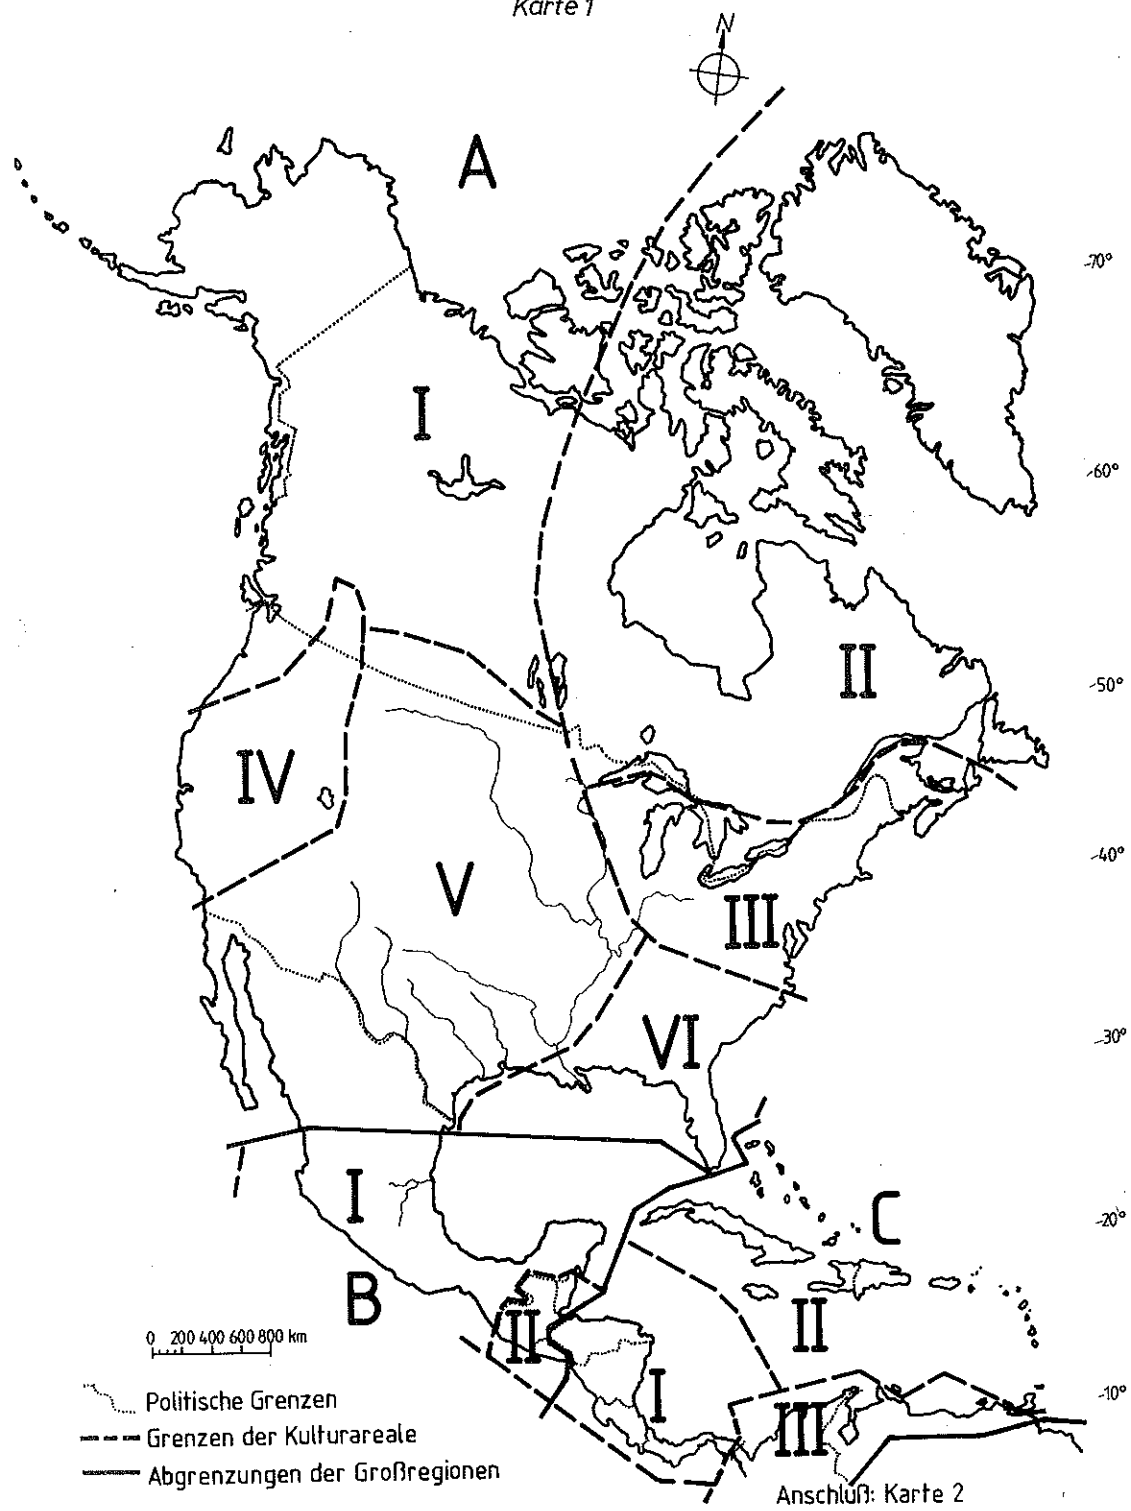 Karte 1
N
A
-70°
I
-60°
II
-50°
IV
V
-40°
III
VI
-30°
I
C
-20°
B
II
II
I
III
-10°
0 200 400 600 800 km
Politische Grenzen
Grenzen der Kulturareale
Abgrenzungen der Großregionen
Anschluß: Karte 2